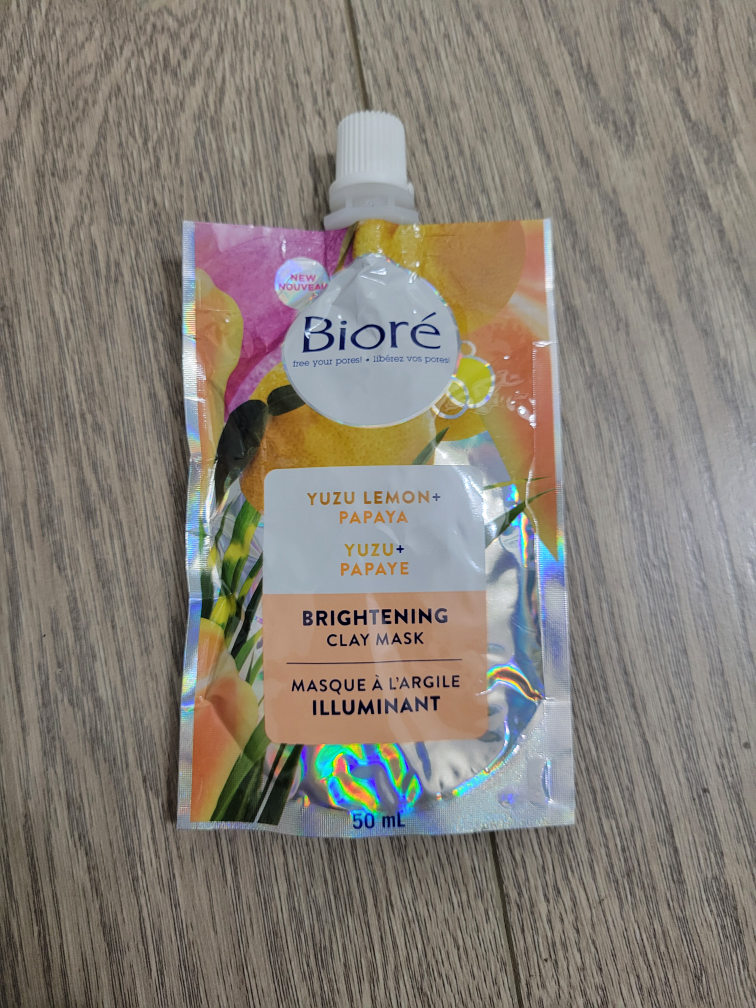 NEW
NOUVEAU
Bioré
free your pores! • libérez vos pores!
YUZU LEMON+
PAPAYA
YUZU+
PAPAYE
BRIGHTENING
CLAY MASK
MASQUE À L'ARGILE
ILLUMINANT
50 mL